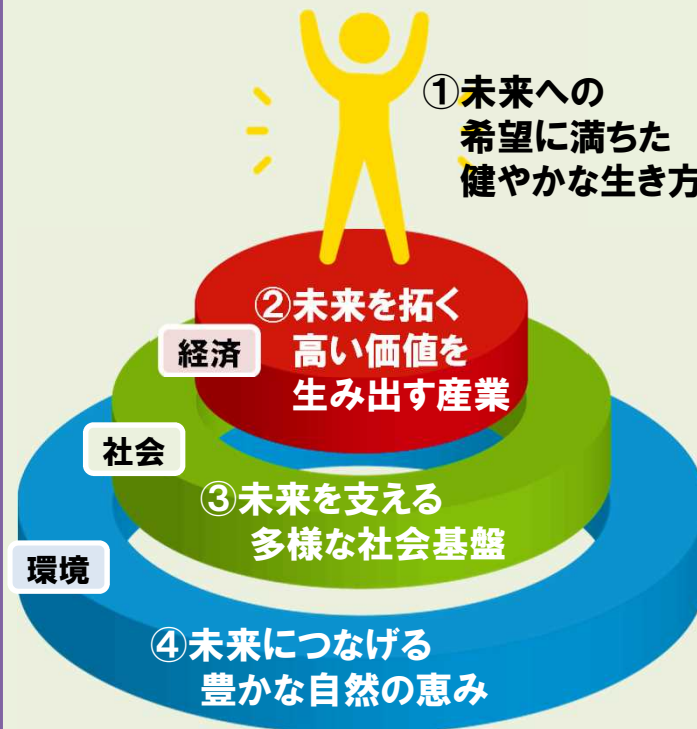 ①未来への
希望に満ちた
健やかな生き方
②未来を拓く
高い価値を
生み出す産業
経済
社会
③未来を支える
多様な社会基盤
環境
④未来につなげる
豊かな自然の恵み